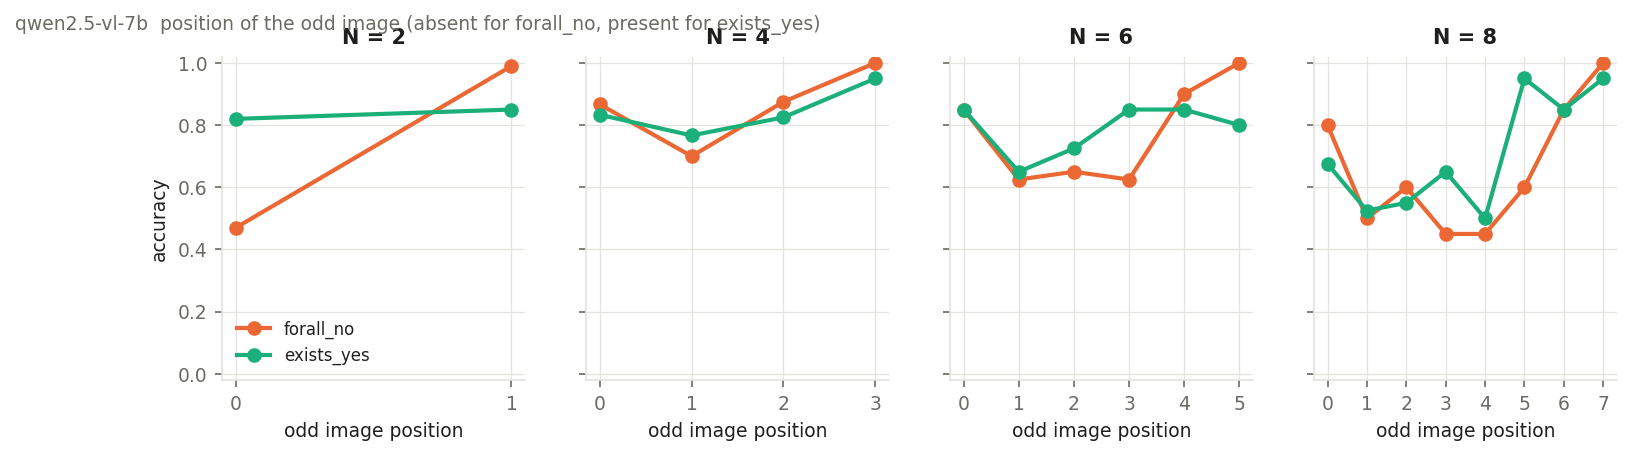 qwen2.5-vl-7b  position of the odd image (absent for forall_no, present for exists_yes)
N = 2
N = 4
N = 6
N = 8
accuracy
1.0
0.8
0.6
0.4
0.2
0.0
forall_no
exists_yes
0 1
0 1 2 3
0 1 2 3 4 5
0 1 2 3 4 5 6 7
odd image position
odd image position
odd image position
odd image position